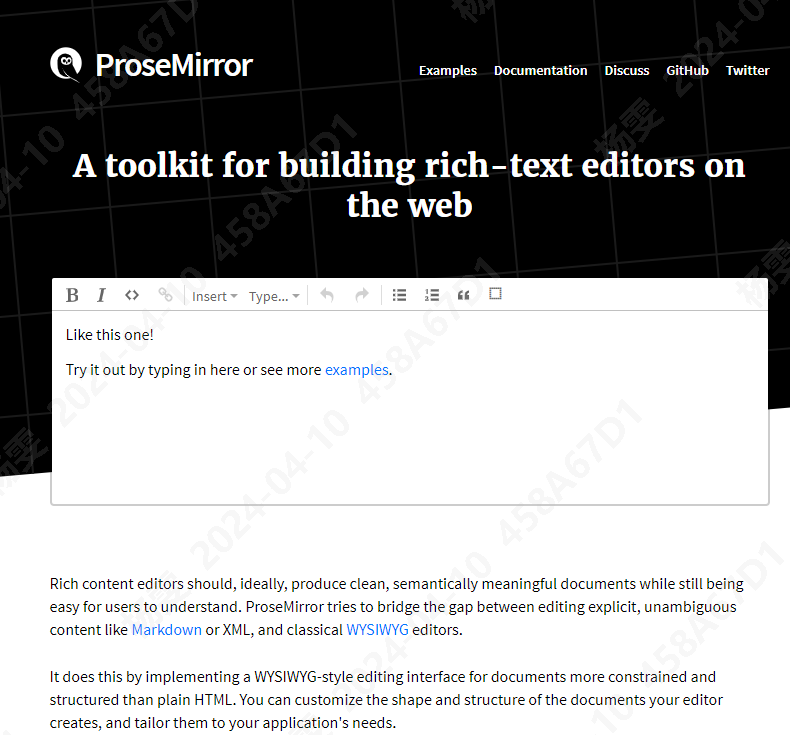 ProseMirror
Examples Documentation Discuss GitHub Twitter
A toolkit for building rich-text editors on
the web
B I <> Insert Type...
Like this one!
Try it out by typing in here or see more examples.
Rich content editors should, ideally, produce clean, semantically meaningful documents while still being
easy for users to understand. ProseMirror tries to bridge the gap between editing explicit, unambiguous
content like Markdown or XML, and classical WYSIWYG editors.
It does this by implementing a WYSIWYG-style editing interface for documents more constrained and
structured than plain HTML. You can customize the shape and structure of the documents your editor
creates, and tailor them to your application's needs.
杨雯 2024-04-10 458A67D1